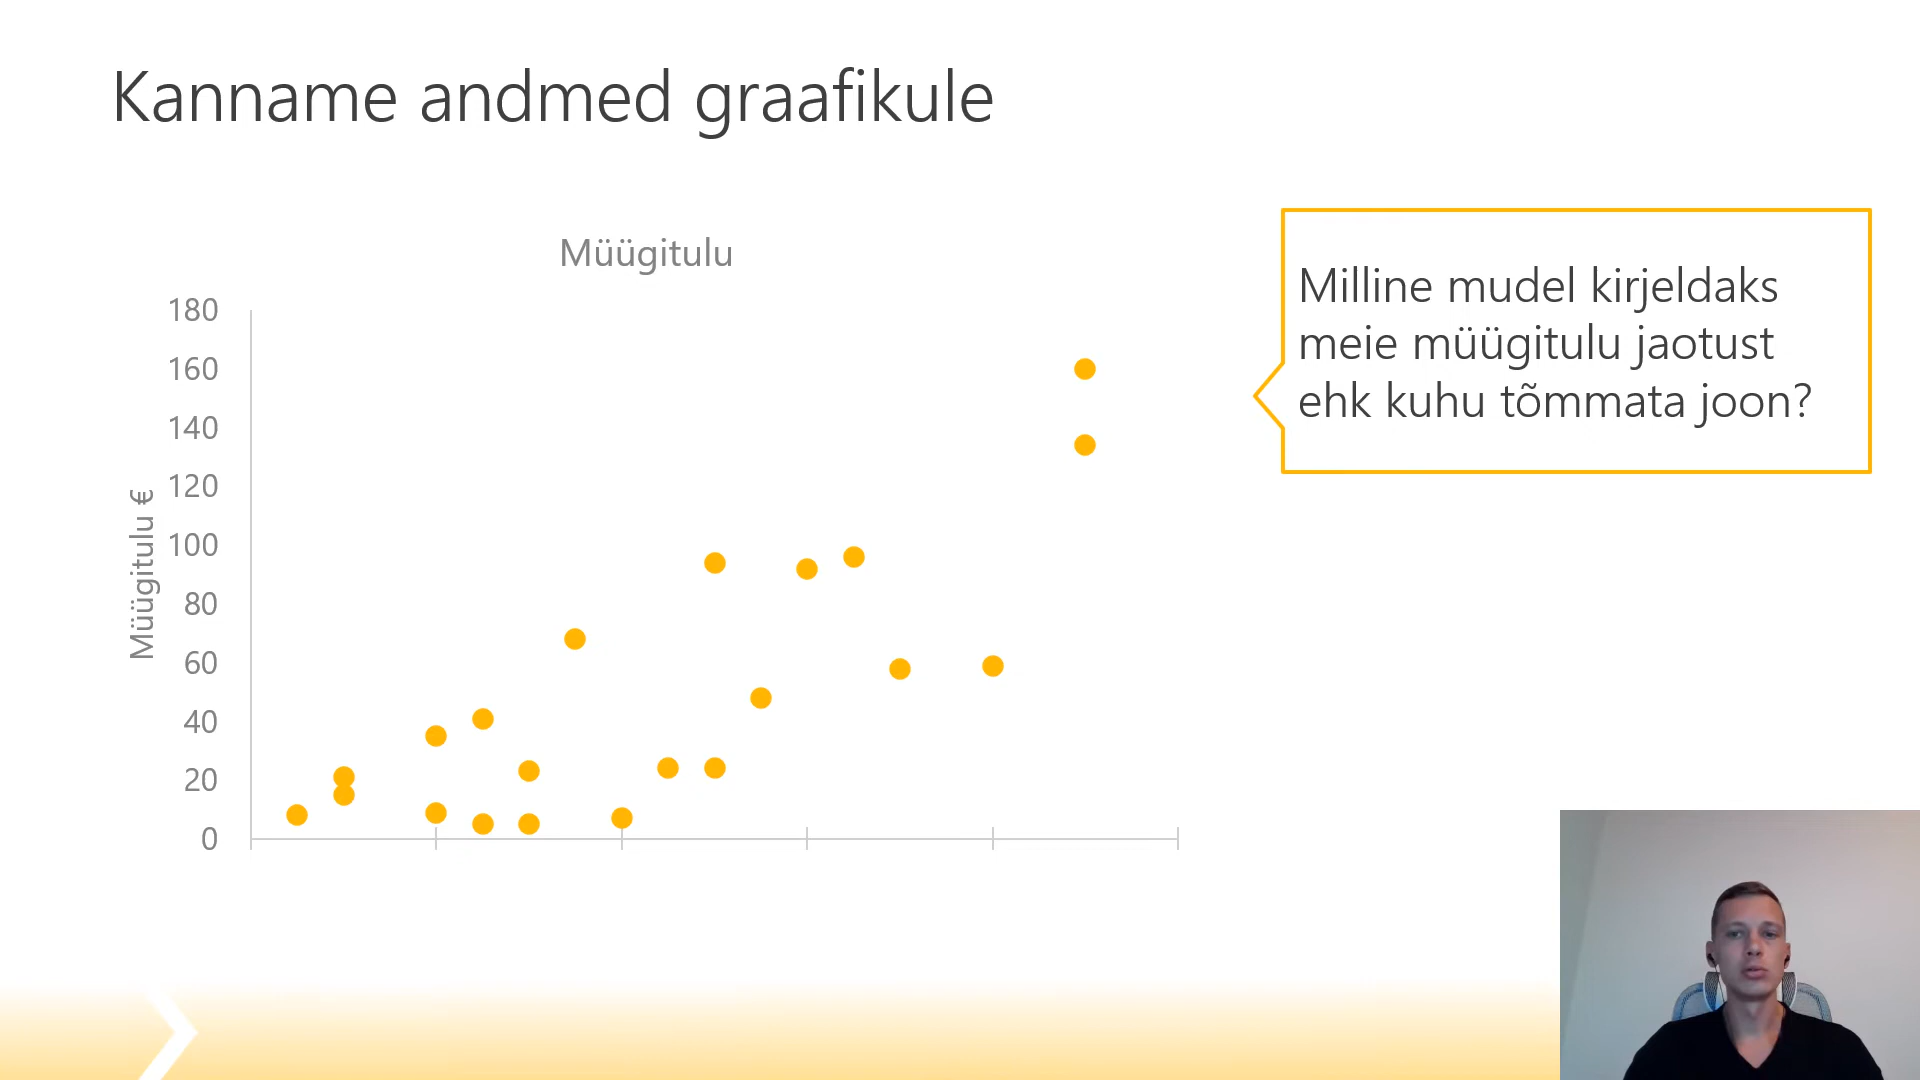 Kanname andmed graafikule
Müügitulu
180
160
140
120
100
80
60
40
20
0
Müügitulu €
Milline mudel kirjeldaks
meie müügitulu jaotust
ehk kuhu tõmmata joon?